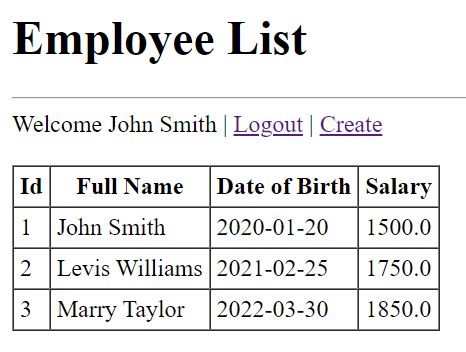 Employee List
Welcome John Smith | Logout | Create
Id Full Name Date of Birth Salary
1 John Smith 2020-01-20 1500.0
2 Levis Williams 2021-02-25 1750.0
3 Marry Taylor 2022-03-30 1850.0